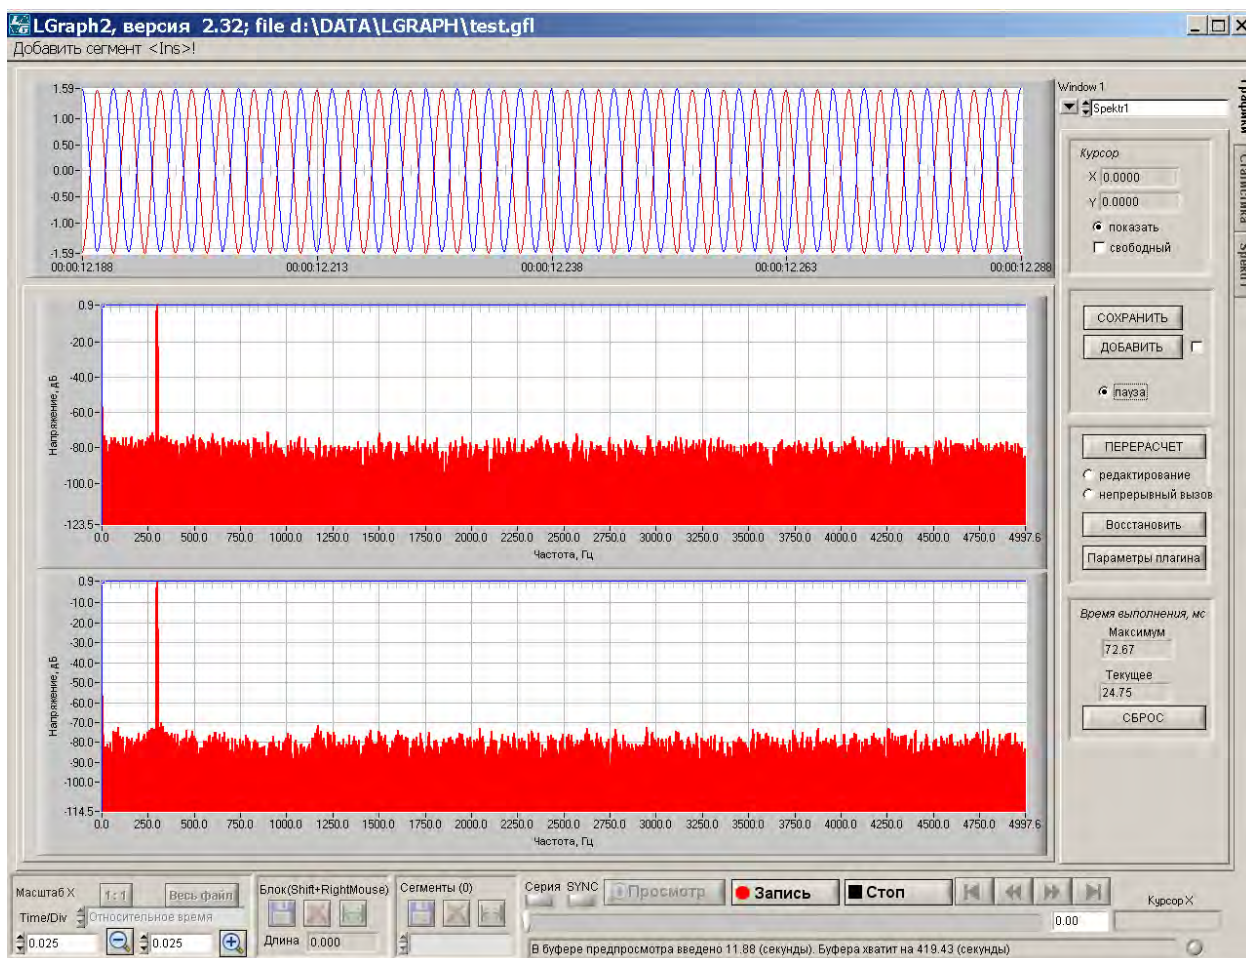 LGraph2, версия 2.32; file d:\DATA\LGRAPH\test.gfl
Добавить сегмент <Ins>!
1.59
1.00
0.50
0.00
-0.50
-1.00
-1.59
00:00:12.188 00:00:12.213 00:00:12.238 00:00:12.263 00:00:12.288
Window 1
Spektr1
Графики
Статистика
Spektr1
Курсор
X 0.0000
Y 0.0000
показать
свободный
0.9
-20.0
-40.0
-60.0
-80.0
-100.0
-123.5
Напряжение, дБ
0.0 250.0 500.0 750.0 1000.0 1250.0 1500.0 1750.0 2000.0 2250.0 2500.0 2750.0 3000.0 3250.0 3500.0 3750.0 4000.0 4250.0 4500.0 4997.6
Частота, Гц
СОХРАНИТЬ
ДОБАВИТЬ
пауза
ПЕРЕРАСЧЕТ
редактирование
непрерывный вызов
Восстановить
Параметры плагина
0.9
-10.0
-20.0
-30.0
-40.0
-50.0
-60.0
-70.0
-80.0
-90.0
-100.0
-114.5
Напряжение, дБ
0.0 250.0 500.0 750.0 1000.0 1250.0 1500.0 1750.0 2000.0 2250.0 2500.0 2750.0 3000.0 3250.0 3500.0 3750.0 4000.0 4250.0 4500.0 4997.6
Частота, Гц
Время выполнения, мс
Максимум
72.67
Текущее
24.75
СБРОС
Масштаб X 1:1 Весь файл
Time/Div Относительное время
0.025 0.025
Блок(Shift+RightMouse)
Длина 0.000
Сегменты (0)
Серия SYNC Просмотр Запись Стоп
0.00
Курсор X
В буфере предпросмотра введено 11.88 (секунды). Буфера хватит на 419.43 (секунды)